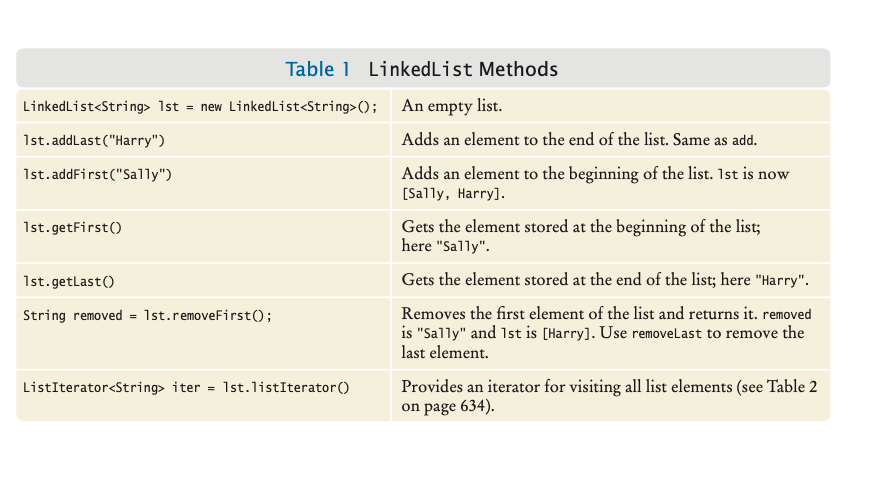 Table 1 LinkedList Methods
LinkedList<String> lst = new LinkedList<String>(); An empty list.
lst.addLast("Harry") Adds an element to the end of the list. Same as add.
lst.addFirst("Sally") Adds an element to the beginning of the list. lst is now
[Sally, Harry].
lst.getFirst() Gets the element stored at the beginning of the list;
here "Sally".
lst.getLast() Gets the element stored at the end of the list; here "Harry".
String removed = lst.removeFirst(); Removes the first element of the list and returns it. removed
is "Sally" and lst is [Harry]. Use removeLast to remove the
last element.
ListIterator<String> iter = lst.listIterator() Provides an iterator for visiting all list elements (see Table 2
on page 634).